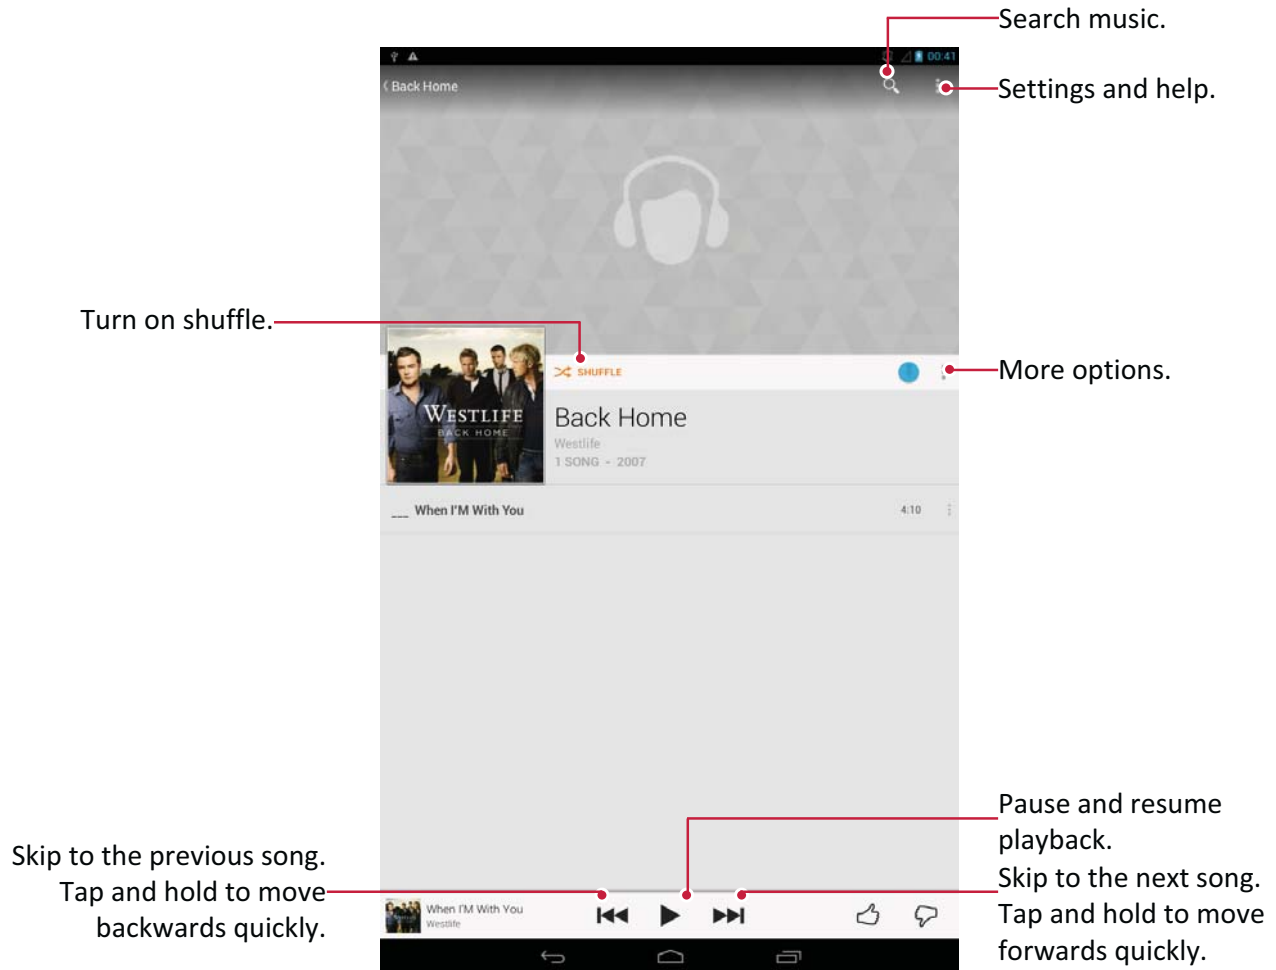 Search music.
00:41
Back Home
Settings and help.
Turn on shuffle.
SHUFFLE
More options.
WESTLIFE
BACK HOME
Back Home
Westlife
1 SONG - 2007
___ When I'M With You
4:10
Pause and resume
playback.
Skip to the previous song.
Tap and hold to move
backwards quickly.
Skip to the next song.
Tap and hold to move
forwards quickly.
When I'M With You
Westlife